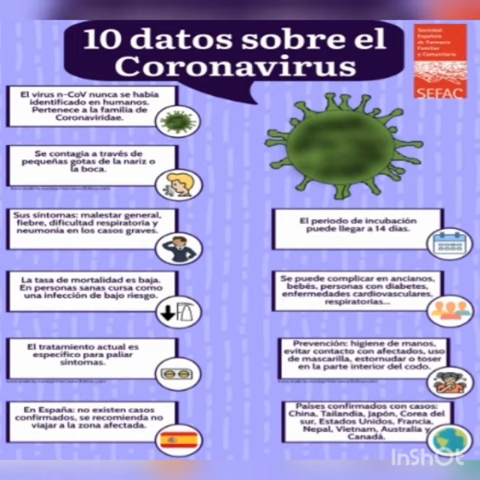 10 datos sobre el
Coronavirus
Sociedad
Española
de Farmacia
Familiar
y Comunitaria
SEFAC
El virus n-CoV nunca se había
identificado en humanos.
Pertenece a la familia de
Coronaviridae.
Se contagia a través de
pequeñas gotas de la nariz o
la boca.
Sus síntomas: malestar general,
fiebre, dificultad respiratoria y
neumonia en los casos graves.
La tasa de mortalidad es baja.
En personas sanas cursa como
una infección de bajo riesgo.
El tratamiento actual es
específico para paliar
síntomas.
En España: no existen casos
confirmados, se recomienda no
viajar a la zona afectada.
El periodo de incubación
puede llegar a 14 días.
Se puede complicar en ancianos,
bebés, personas con diabetes,
enfermedades cardiovasculares,
respiratorias...
Prevención: higiene de manos,
evitar contacto con afectados, uso
de mascarilla, estornudar o toser
en la parte interior del codo.
Países confirmados con casos:
China, Tailandia, Japón, Corea del
sur, Estados Unidos, Francia,
Nepal, Vietnam, Australia y
Canadá.
InShOt